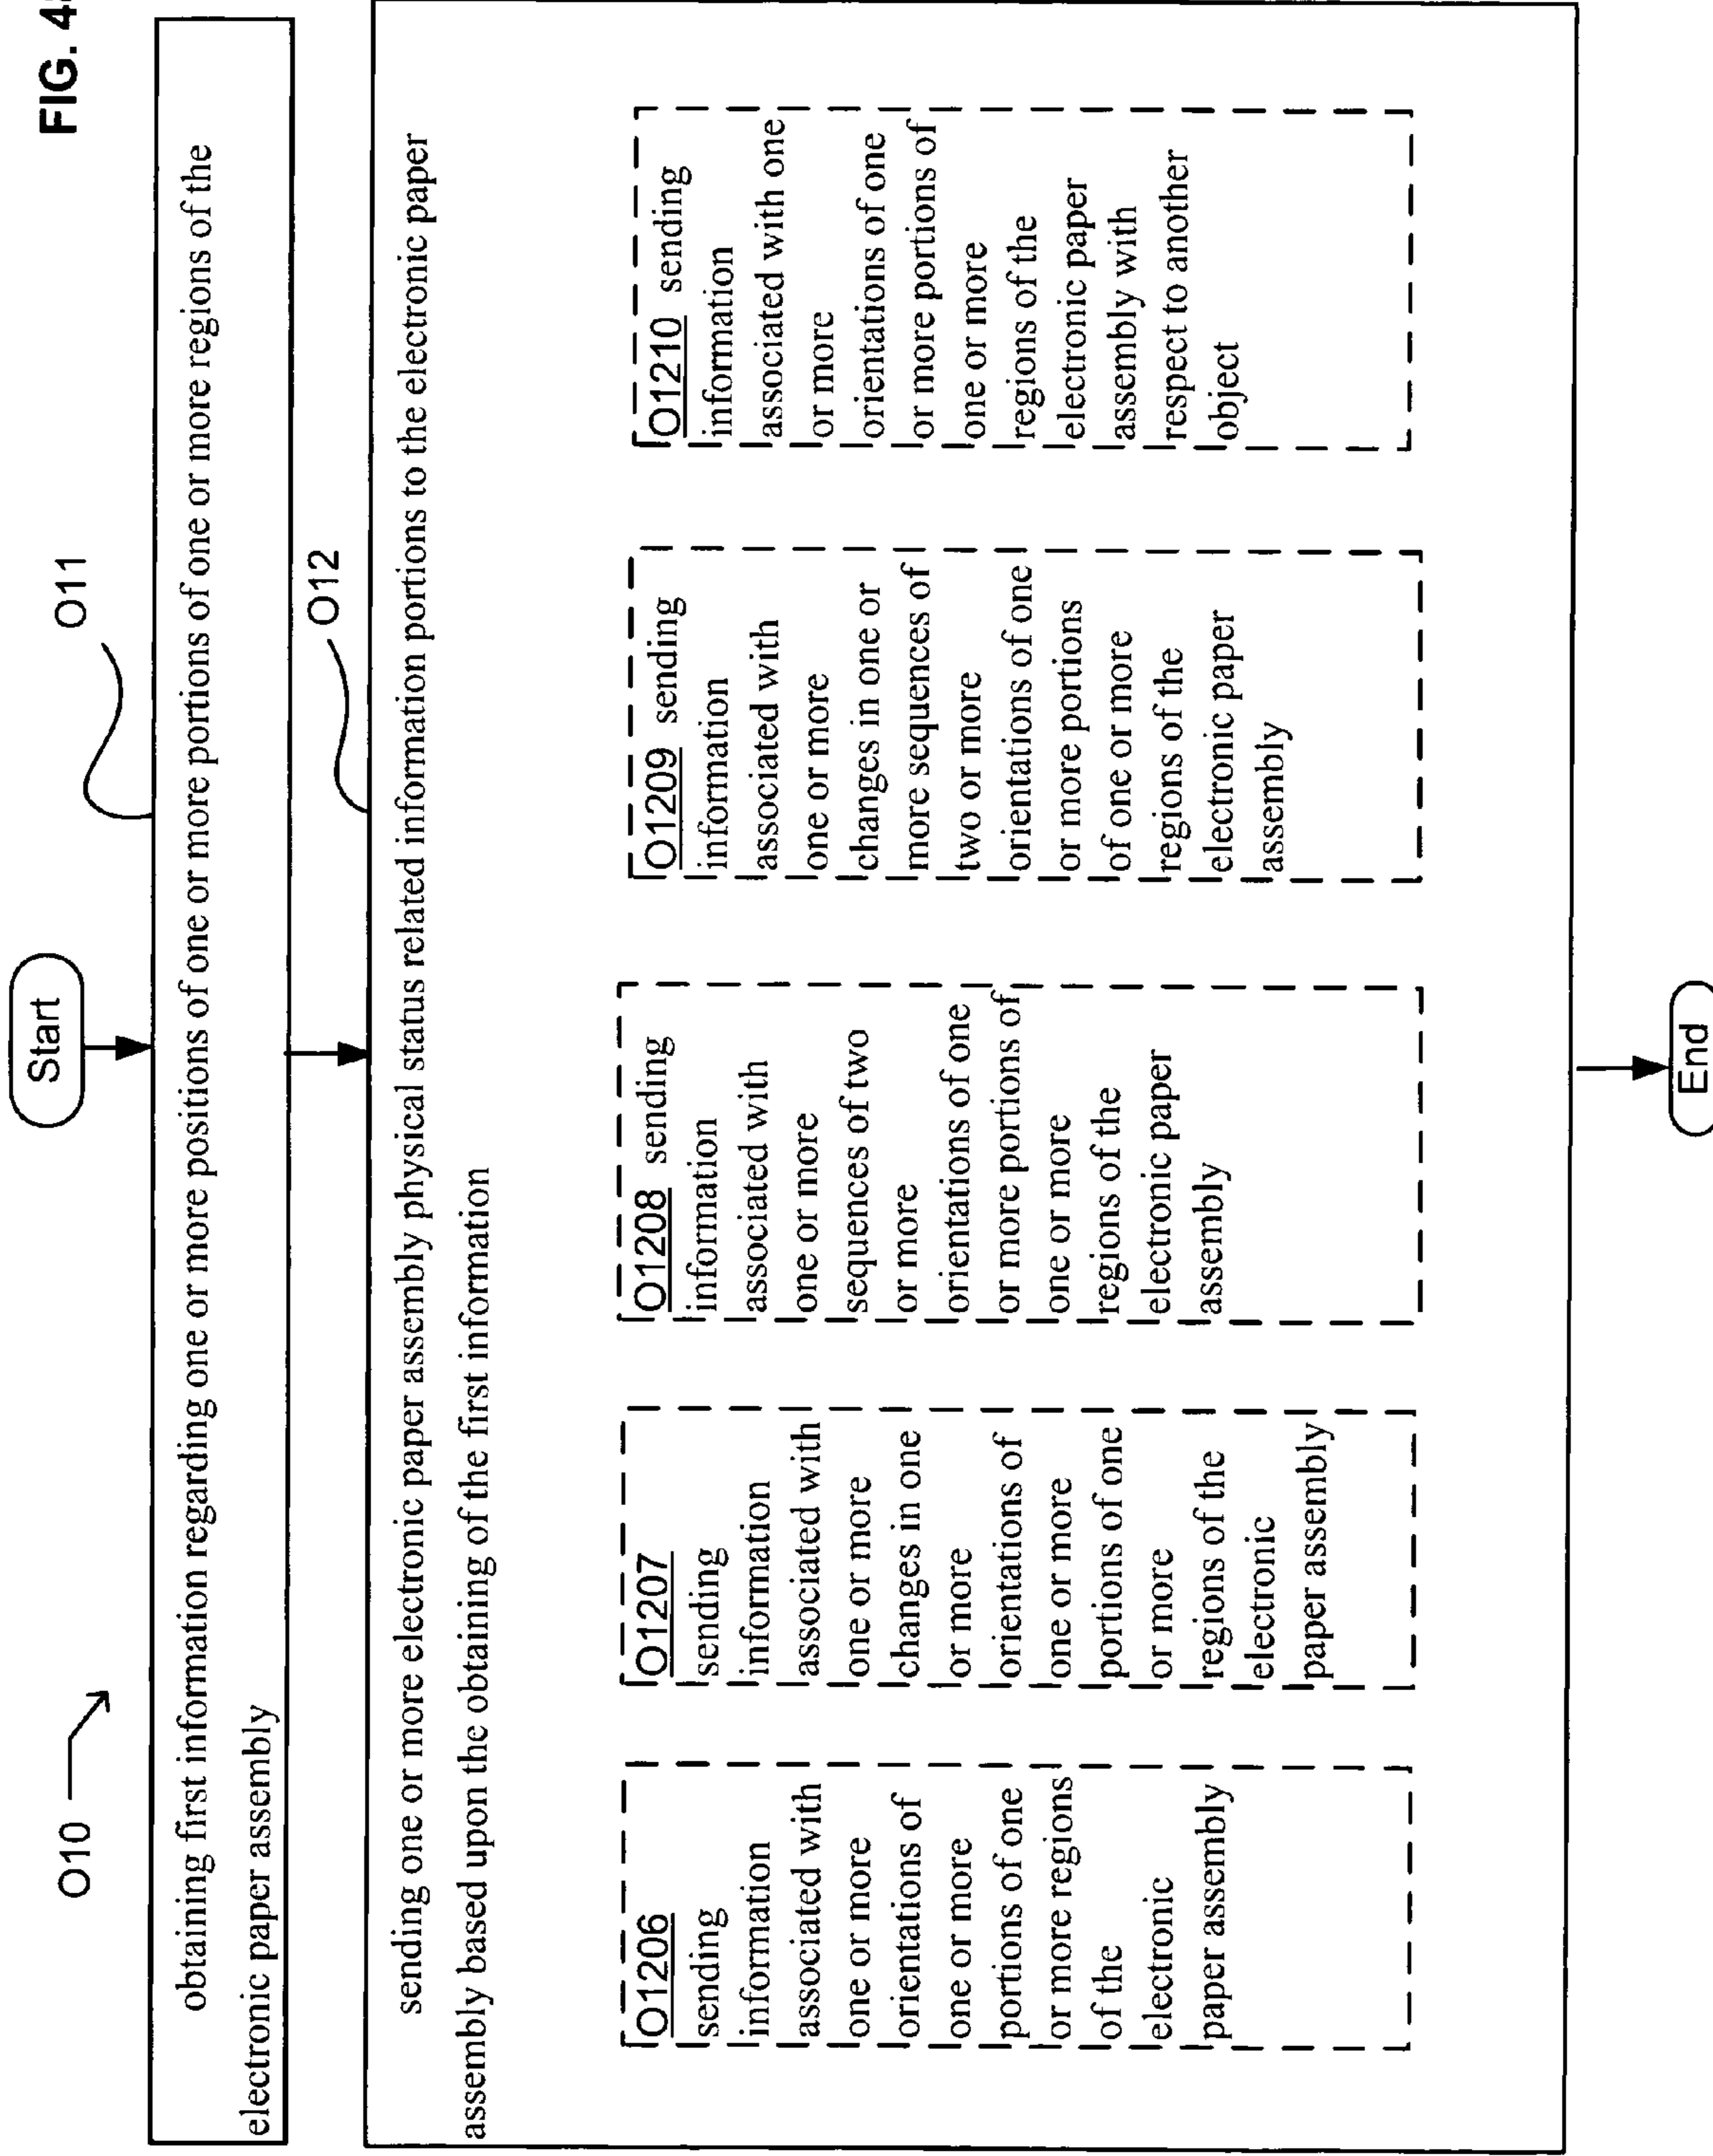 FIG. 4
Start
O10
O11
obtaining first information regarding one or more positions of one or more portions of one or more regions of the
electronic paper assembly
O12
sending one or more electronic paper assembly physical status related information portions to the electronic paper
assembly based upon the obtaining of the first information
O1206
sending
information
associated with
one or more
orientations of
one or more
portions of one
or more regions
of the
electronic
paper assembly
O1207
sending
information
associated with
one or more
changes in one
or more
orientations of
one or more
portions of one
or more
regions of the
electronic
paper assembly
O1208 sending
information
associated with
one or more
sequences of two
or more
orientations of one
or more portions of
one or more
regions of the
electronic paper
assembly
O1209 sending
information
associated with
one or more
changes in one or
more sequences of
two or more
orientations of one
or more portions
of one or more
regions of the
electronic paper
assembly
O1210 sending
information
associated with one
or more
orientations of one
or more portions of
one or more
regions of the
electronic paper
assembly with
respect to another
object
End